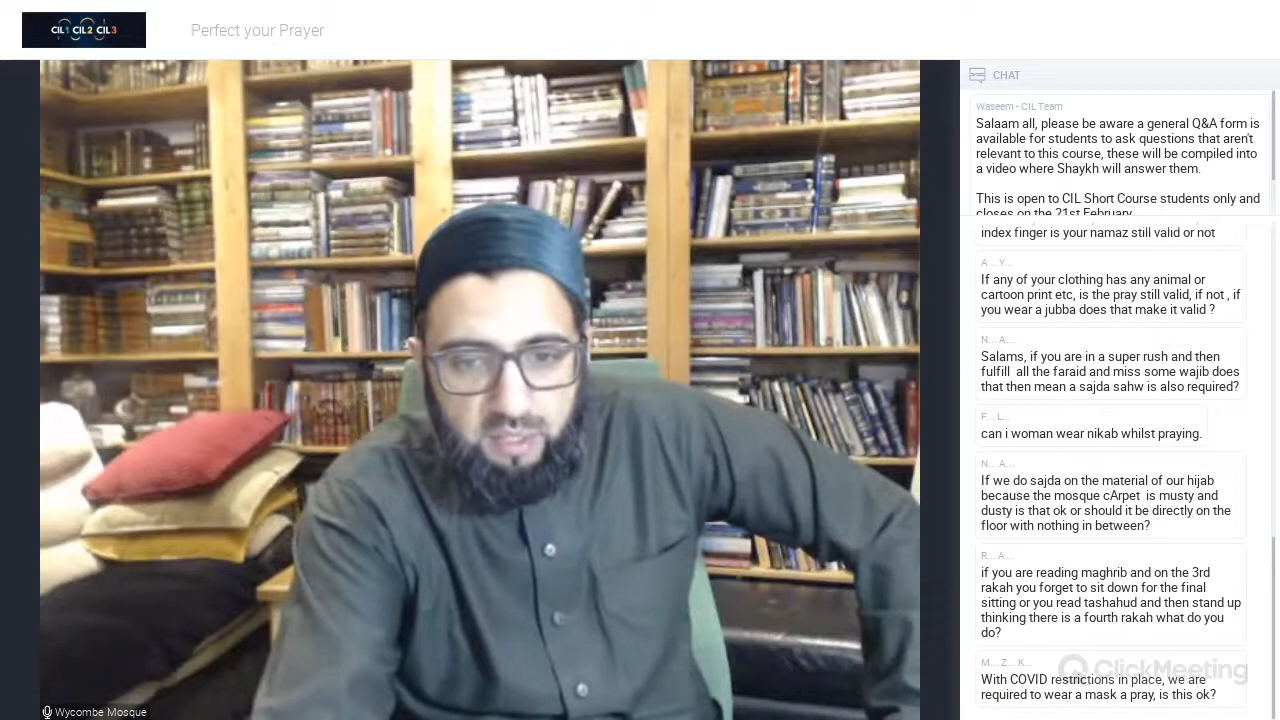 CIL1 CIL2 CIL3
Perfect your Prayer
CHAT
Waseem - CIL Team
Salaam all, please be aware a general Q&A form is
available for students to ask questions that aren't
relevant to this course, these will be compiled into
a video where Shaykh will answer them.
This is open to CIL Short Course students only and
closes on the 21st February
index finger is your namaz still valid or not
A... Y...
If any of your clothing has any animal or
cartoon print etc, is the pray still valid, if not , if
you wear a jubba does that make it valid ?
N... A...
Salams, if you are in a super rush and then
fulfill all the faraid and miss some wajib does
that then mean a sajda sahw is also required?
F... L...
can i woman wear nikab whilst praying.
N... A...
If we do sajda on the material of our hijab
because the mosque cArpet is musty and
dusty is that ok or should it be directly on the
floor with nothing in between?
R... A...
if you are reading maghrib and on the 3rd
rakah you forget to sit down for the final
sitting or you read tashahud and then stand up
thinking there is a fourth rakah what do you
do?
M... Z... K...
With COVID restrictions in place, we are
required to wear a mask a pray, is this ok?
ClickMeeting
Wycombe Mosque